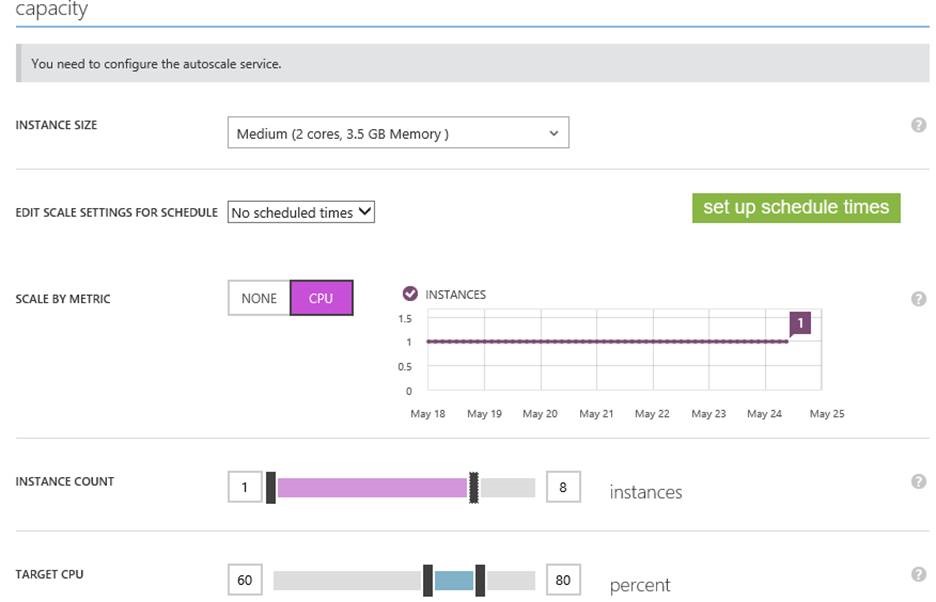 capacity
You need to configure the autoscale service.
INSTANCE SIZE
Medium (2 cores, 3.5 GB Memory )
?
EDIT SCALE SETTINGS FOR SCHEDULE
No scheduled times
set up schedule times
SCALE BY METRIC
NONE
CPU
INSTANCES
?
1
1.5
1
0.5
0
May 18
May 19
May 20
May 21
May 22
May 23
May 24
May 25
INSTANCE COUNT
1
8
instances
?
TARGET CPU
60
80
percent
?